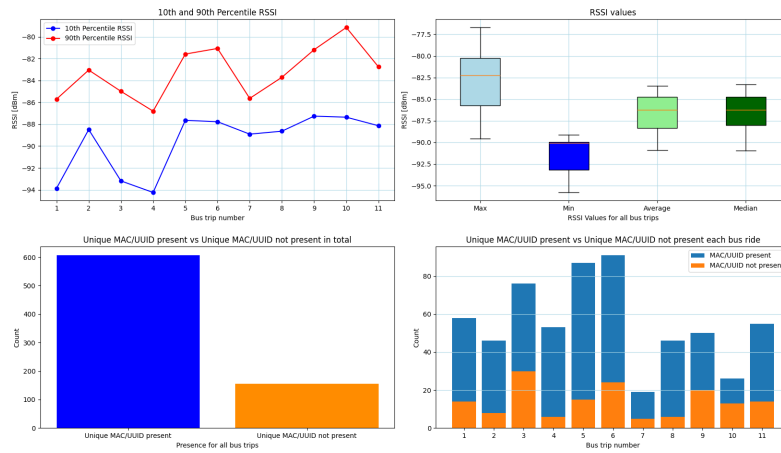 10th and 90th Percentile RSSI
10th Percentile RSSI
90th Percentile RSSI
RSSI [dBm]
−80
−82
−84
−86
−88
−90
−92
−94
1 2 3 4 5 6 7 8 9 10 11
Bus trip number
RSSI values
RSSI [dBm]
−77.5
−80.0
−82.5
−85.0
−87.5
−90.0
−92.5
−95.0
Max Min Average Median
RSSI Values for all bus trips
Unique MAC/UUID present vs Unique MAC/UUID not present in total
Count
600
500
400
300
200
100
0
Unique MAC/UUID present Unique MAC/UUID not present
Presence for all bus trips
Unique MAC/UUID present vs Unique MAC/UUID not present each bus ride
MAC/UUID present
MAC/UUID not present
Count
80
60
40
20
0
1 2 3 4 5 6 7 8 9 10 11
Bus trip number